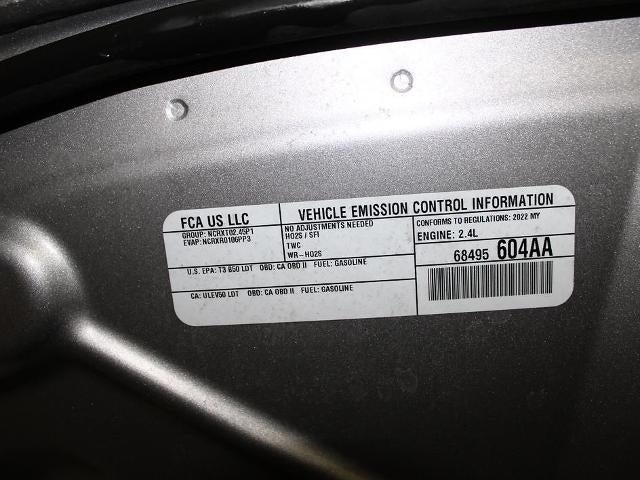 FCA US LLC
GROUP: NCRXT02.45P1
EVAP: NCRXR0106PP3
VEHICLE EMISSION CONTROL INFORMATION
NO ADJUSTMENTS NEEDED
HO2S / SFI
TWC
WR-HO2S
CONFORMS TO REGULATIONS: 2022 MY
ENGINE: 2.4L
68495 604AA
U.S. EPA: T3 B50 LDT OBD: CA OBD II FUEL: GASOLINE
CA: ULEV50 LDT OBD: CA OBD II FUEL: GASOLINE